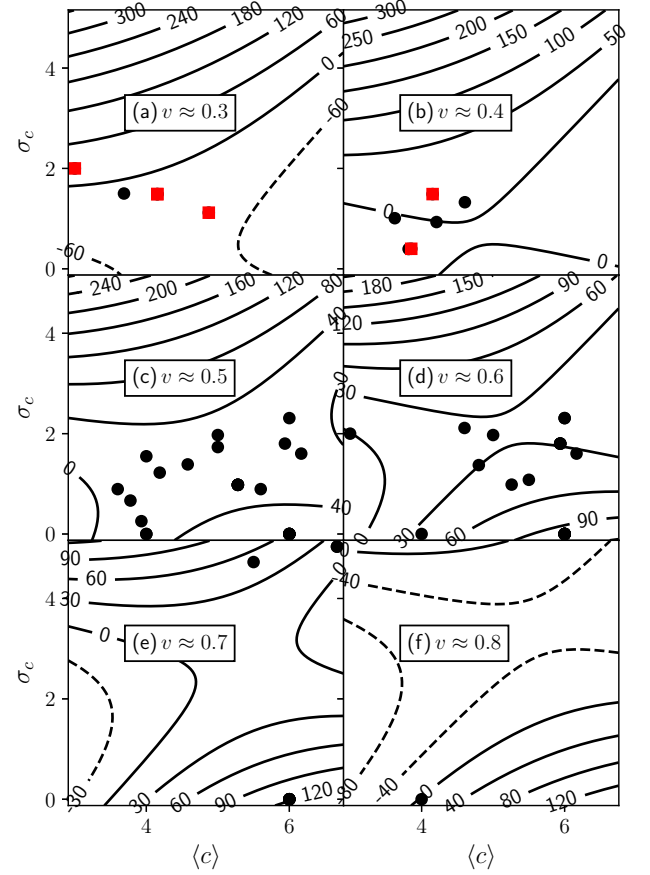 300 240 180 120 60 0 -60 -60
(a) v ≈ 0.3
σc
4
2
0
300 250 200 150 100 50 0 0
(b) v ≈ 0.4
240 200 160 120 80 40 0 40
(c) v ≈ 0.5
σc
4
2
0
180 150 120 90 60 30 0 30 60 90
(d) v ≈ 0.6
90 60 30 0 -30 30 60 90 120
(e) v ≈ 0.7
σc
4
2
0
-40 -40 0 40 80 120
(f) v ≈ 0.8
4 6 4 6
⟨c⟩ ⟨c⟩